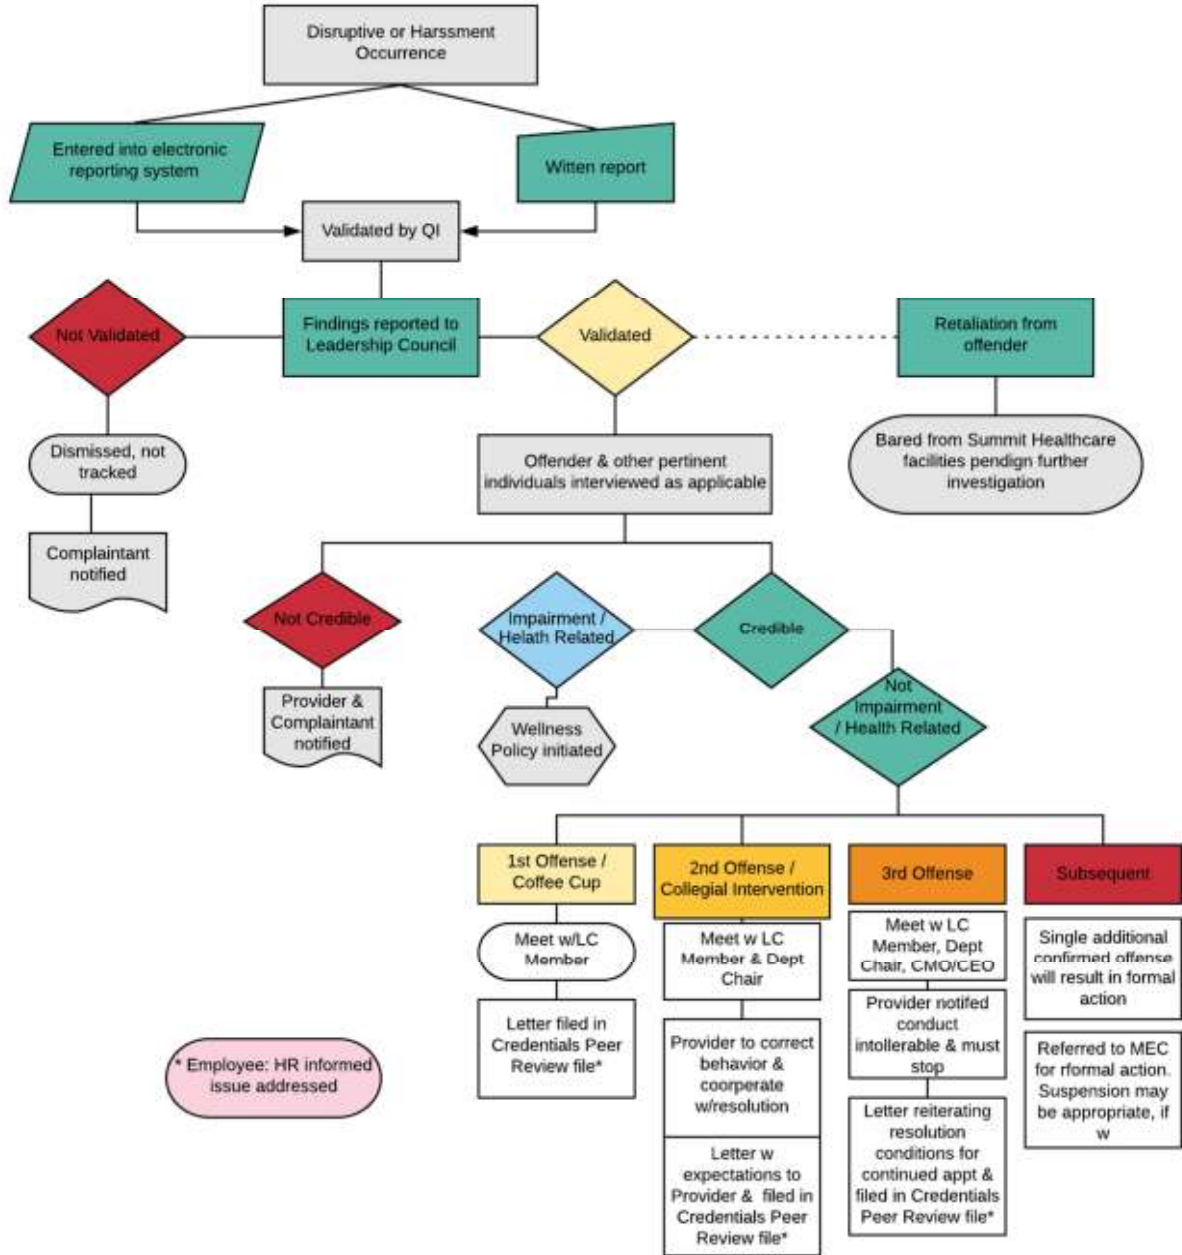 Disruptive or Harssment
Occurrence
Entered into electronic
reporting system
Witten report
Validated by QI
Not Validated
Findings reported to
Leadership Council
Validated
Retaliation from
offender
Dismissed, not
tracked
Offender & other pertinent
individuals interviewed as applicable
Bared from Summit Healthcare
facilities pendign further
investigation
Complaintant
notified
Not Credible
Impairment /
Helath Related
Credible
Not
Impairment
/ Health Related
Provider &
Complaintant
notified
Wellness
Policy initiated
1st Offense /
Coffee Cup
2nd Offense /
Collegial Intervention
3rd Offense
Subsequent
Meet w/LC
Member
Meet w LC
Member & Dept
Chair
Meet w LC
Member, Dept
Chair, CMO/CEO
Single additional
confirmed offense
will result in formal
action
Letter filed in
Credentials Peer
Review file*
Provider to correct
behavior &
coorperate
w/resolution
Provider notifed
conduct
intollerable & must
stop
Referred to MEC
for rformal action.
Suspension may
be appropriate, if
w
* Employee: HR informed
issue addressed
Letter w
expectations to
Provider & filed in
Credentials Peer
Review file*
Letter reiterating
resolution
conditions for
continued appt &
filed in Credentials
Peer Review file*